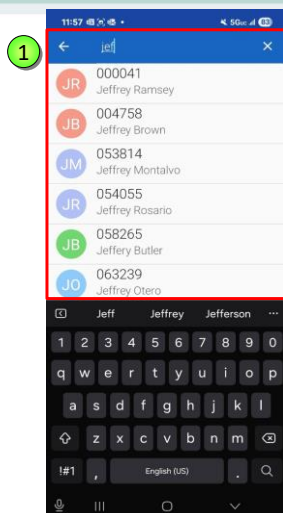 11:57
5G
83
1
jef
JR
000041
Jeffrey Ramsey
JB
004758
Jeffrey Brown
JM
053814
Jeffrey Montalvo
JR
054055
Jeffrey Rosario
JB
058265
Jeffery Butler
JO
063239
Jeffrey Otero
Jeff Jeffrey Jefferson ...
1 2 3 4 5 6 7 8 9 0
q w e r t y u i o p
a s d f g h j k l
z x c v b n m
!#1 , English (US) .